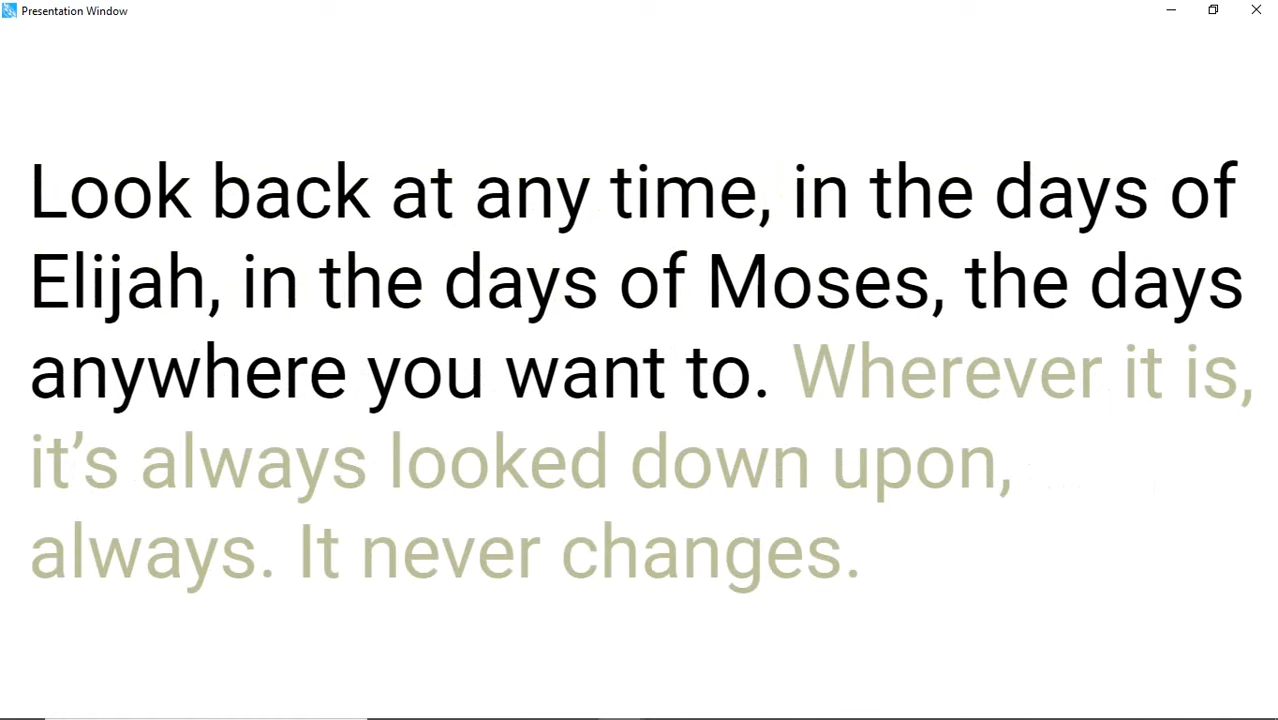 Presentation Window
Look back at any time, in the days of
Elijah, in the days of Moses, the days
anywhere you want to. Wherever it is,
it’s always looked down upon,
always. It never changes.